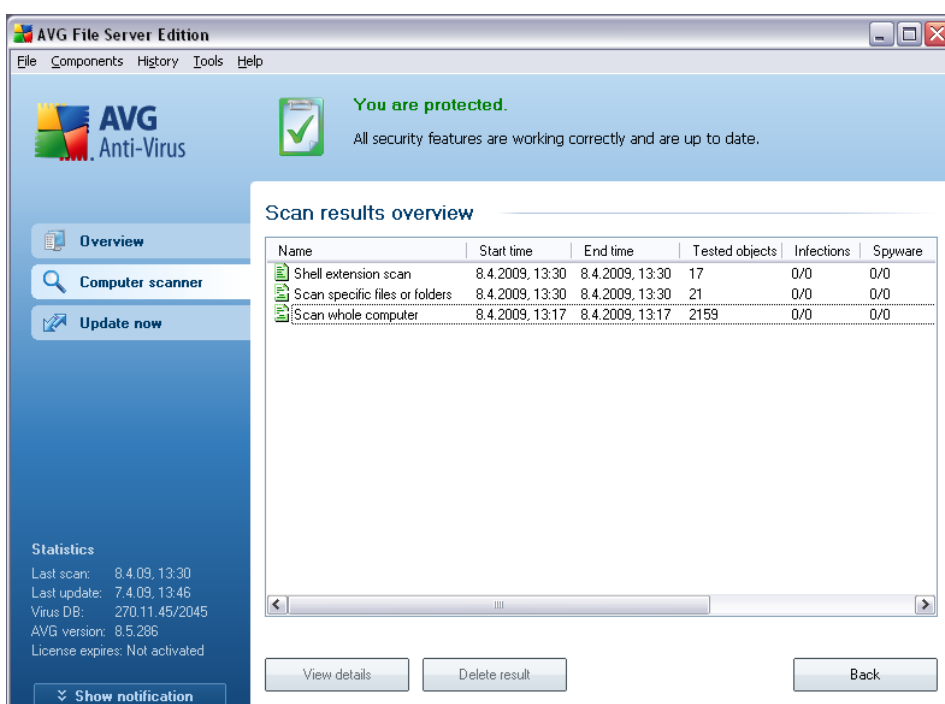 AVG File Server Edition
File Components History Tools Help
AVG
Anti-Virus
You are protected.
All security features are working correctly and are up to date.
Overview
Computer scanner
Update now
Scan results overview
Name Start time End time Tested objects Infections Spyware
Shell extension scan 8.4.2009, 13:30 8.4.2009, 13:30 17 0/0 0/0
Scan specific files or folders 8.4.2009, 13:30 8.4.2009, 13:30 21 0/0 0/0
Scan whole computer 8.4.2009, 13:17 8.4.2009, 13:17 2159 0/0 0/0
Statistics
Last scan: 8.4.09, 13:30
Last update: 7.4.09, 13:46
Virus DB: 270.11.45/2045
AVG version: 8.5.286
License expires: Not activated
Show notification
View details Delete result Back